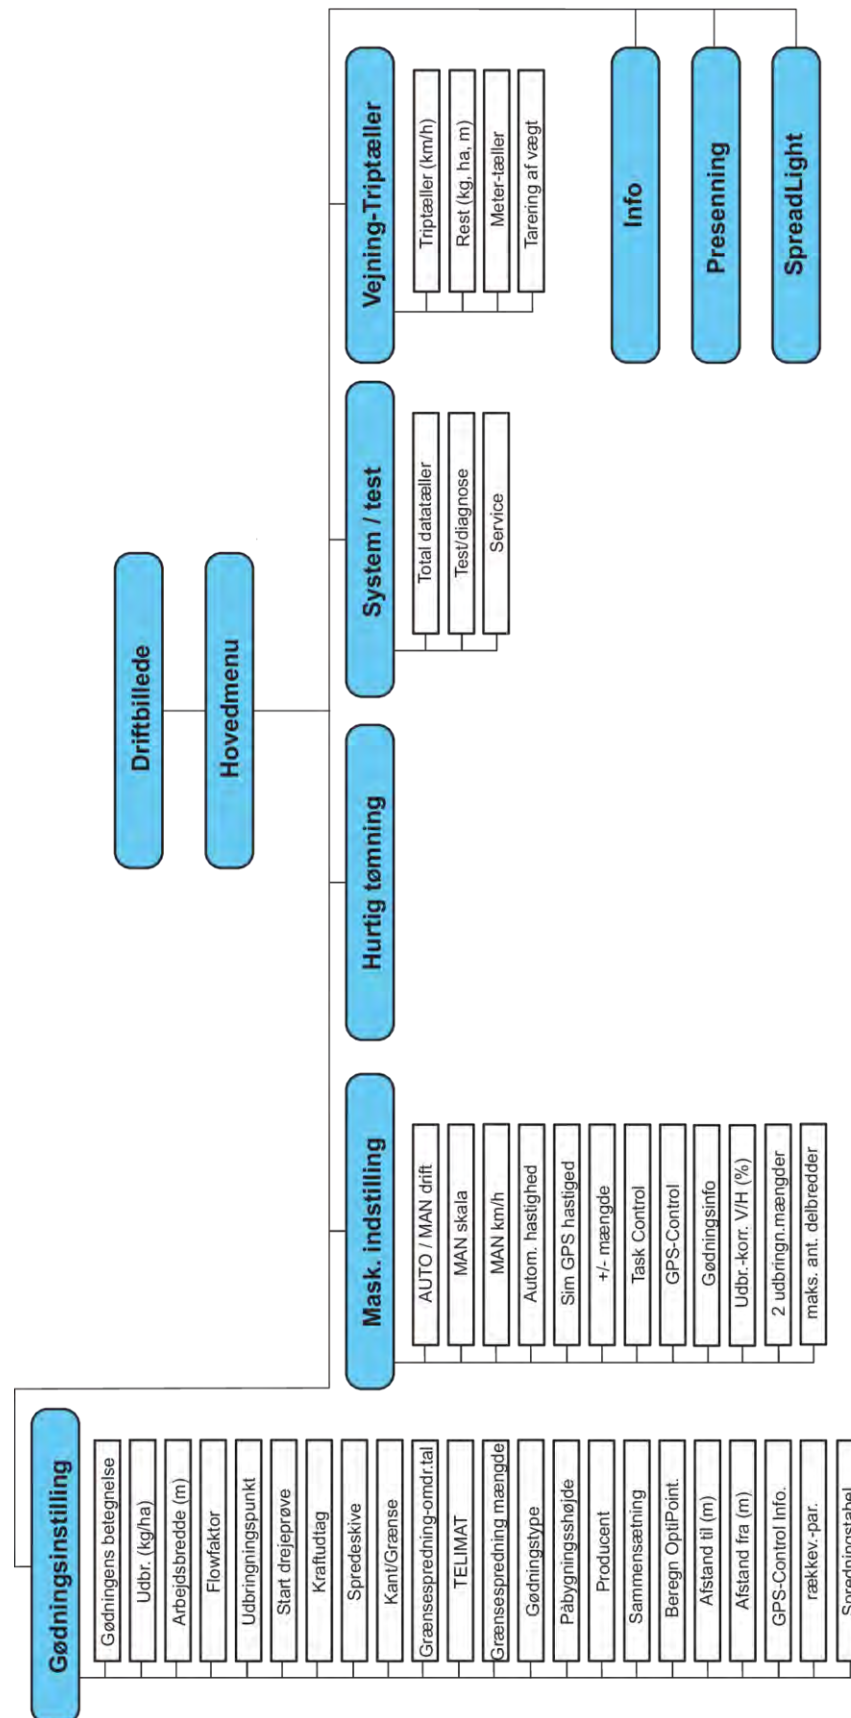 Driftbillede
Hovedmenu
Gødningsinstilling
Gødningens betegnelse
Udbr. (kg/ha)
Arbejdsbredde (m)
Flowfaktor
Udbringningspunkt
Start drejeprøve
Kraftudtag
Spredeskive
Kant/Grænse
Grænsespredning-omdr.tal
TELIMAT
Grænsespredning mængde
Gødningstype
Påbygningsshøjde
Producent
Sammensætning
Beregn OptiPoint.
Afstand til (m)
Afstand fra (m)
GPS-Control Info.
rækkev.-par.
Spredningstabel
Mask. indstilling
AUTO / MAN drift
MAN skala
MAN km/h
Autom. hastighed
Sim GPS hastiged
+/- mængde
Task Control
GPS-Control
Gødningsinfo
Udbr.-korr. V/H (%)
2 udbringn.mængder
maks. ant. delbredder
Hurtig tømning
System / test
Total datatæller
Test/diagnose
Service
Vejning-Triptæller
Triptæller (km/h)
Rest (kg, ha, m)
Meter-tæller
Tarering af vægt
Info
Presenning
SpreadLight